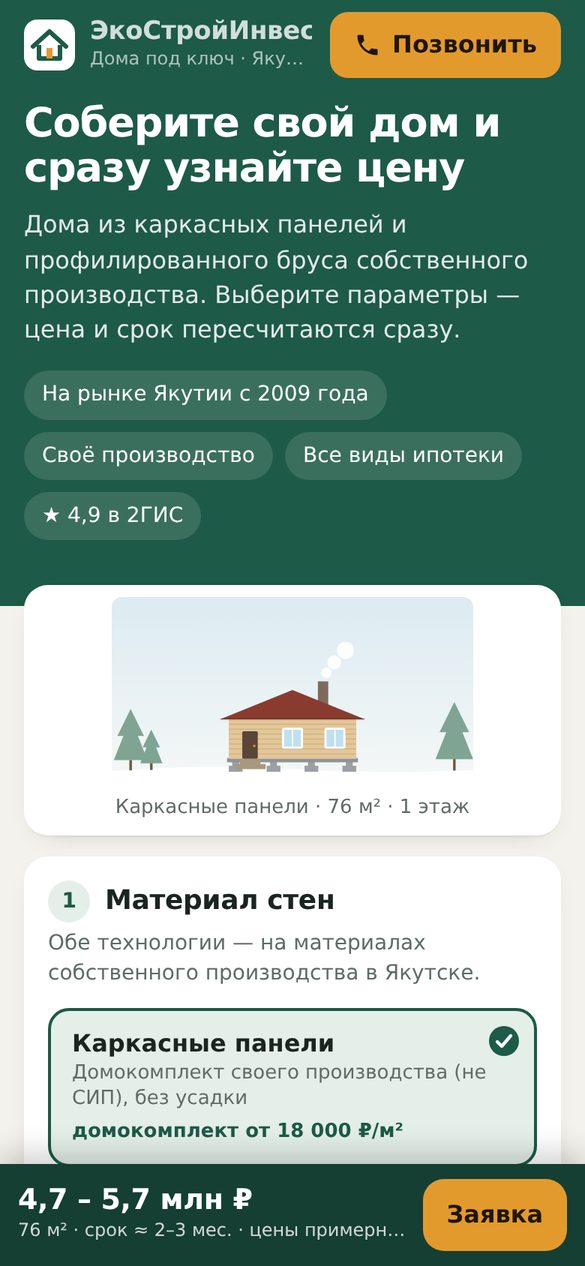 ЭкоСтройИнвес
Дома под ключ · Яку...
Позвонить
Соберите свой дом и
сразу узнайте цену
Дома из каркасных панелей и
профилированного бруса собственного
производства. Выберите параметры —
цена и срок пересчитаются сразу.
На рынке Якутии с 2009 года
Своё производство
Все виды ипотеки
★ 4,9 в 2ГИС
Каркасные панели · 76 м² · 1 этаж
1 Материал стен
Обе технологии — на материалах
собственного производства в Якутске.
Каркасные панели
Домокомплект своего производства (не
СИП), без усадки
домокомплект от 18 000 ₽/м²
4,7 – 5,7 млн ₽
76 м² · срок ≈ 2–3 мес. · цены примерн...
Заявка